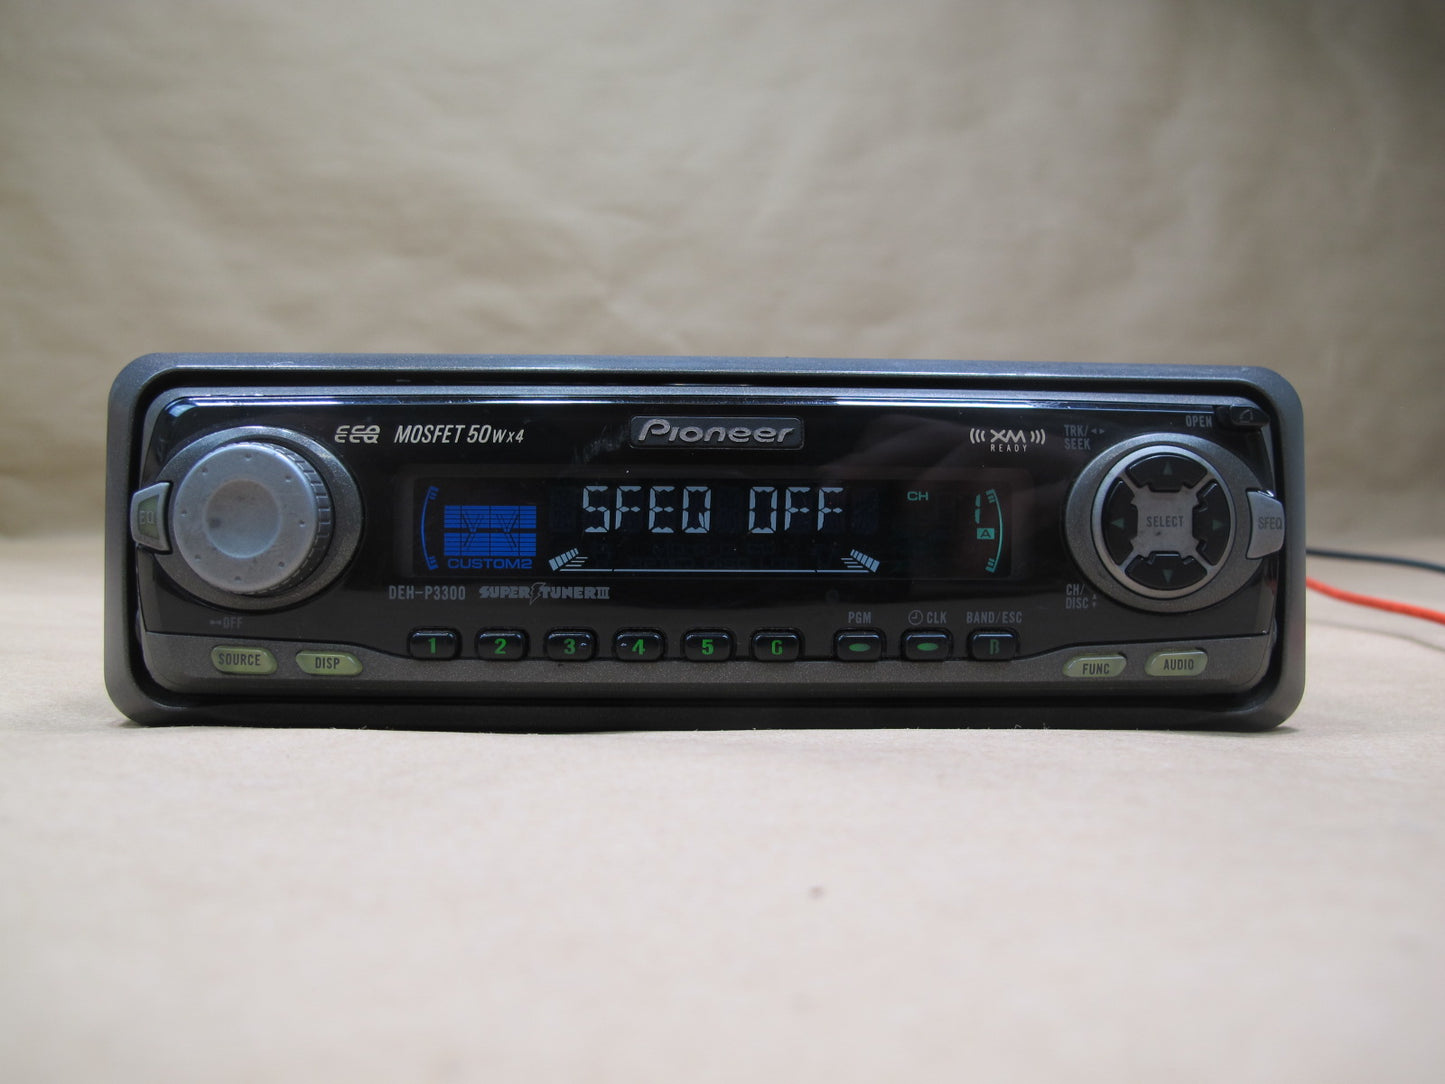 EEQ MOSFET 50Wx4
Pioneer
XM
READY
OPEN
TRK/
SEEK
EQ
SFEQ OFF
CH
1
A
CUSTOM2
SELECT
SFEQ
DEH-P3300 SUPER TUNER III
CH/
DISC
OFF
PGM
CLK
BAND/ESC
SOURCE
DISP
1 2 3 4 5 6
B
FUNC
AUDIO